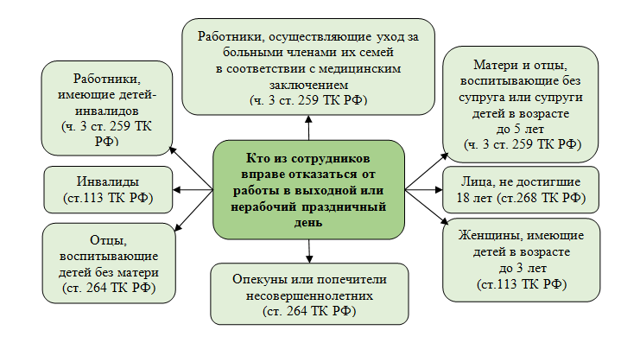 Работники, осуществляющие уход за
больными членами их семей
в соответствии с медицинским
заключением
(ч. 3 ст. 259 ТК РФ)
Работники,
имеющие детей-
инвалидов
(ч. 3 ст. 259 ТК
РФ)
Матери и отцы,
воспитывающие без
супруга или супруги
детей в возрасте
до 5 лет
(ч. 3 ст. 259 ТК РФ)
Кто из сотрудников
вправе отказаться от
работы в выходной или
нерабочий праздничный
день
Инвалиды
(ст.113 ТК РФ)
Лица, не достигшие
18 лет (ст.268 ТК РФ)
Отцы,
воспитывающие
детей без матери
(ст. 264 ТК РФ)
Женщины, имеющие
детей в возрасте
до 3 лет
(ст.113 ТК РФ)
Опекуны или попечители
несовершеннолетних
(ст. 264 ТК РФ)